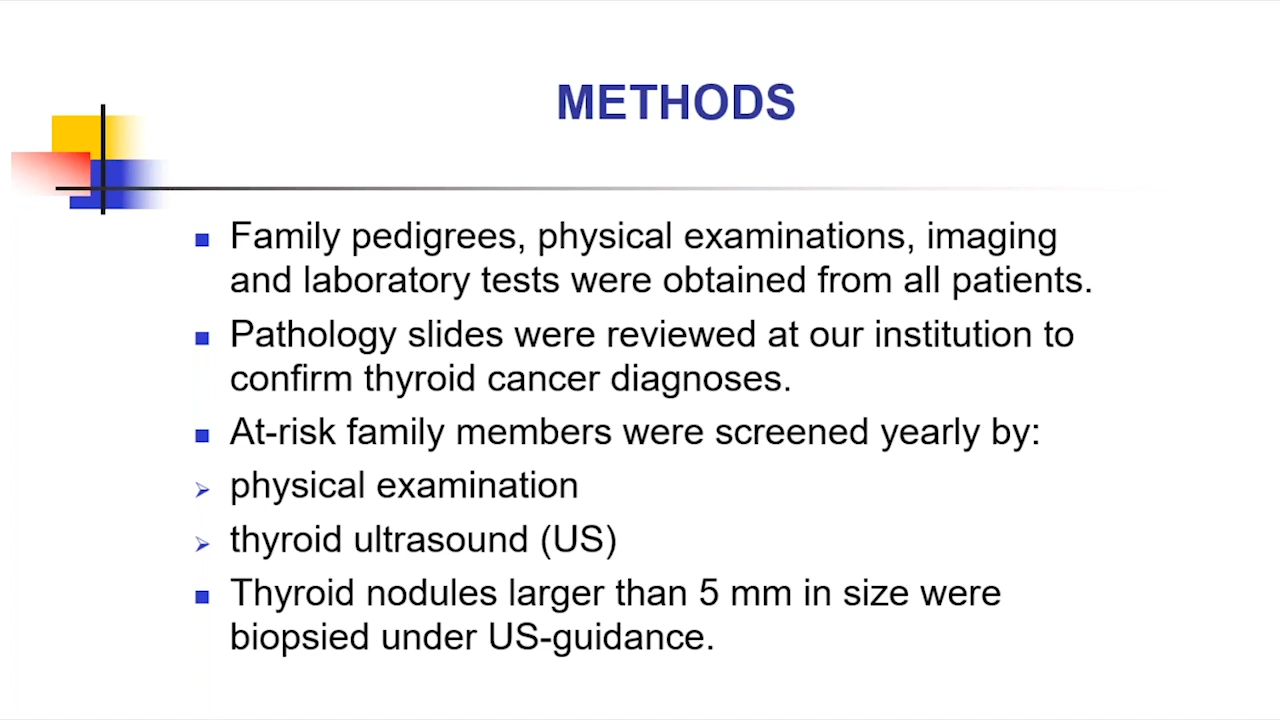 METHODS
Family pedigrees, physical examinations, imaging
and laboratory tests were obtained from all patients.
Pathology slides were reviewed at our institution to
confirm thyroid cancer diagnoses.
At-risk family members were screened yearly by:
physical examination
thyroid ultrasound (US)
Thyroid nodules larger than 5 mm in size were
biopsied under US-guidance.